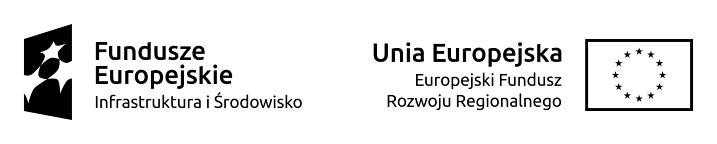 Fundusze
Europejskie
Infrastruktura i Środowisko
Unia Europejska
Europejski Fundusz
Rozwoju Regionalnego